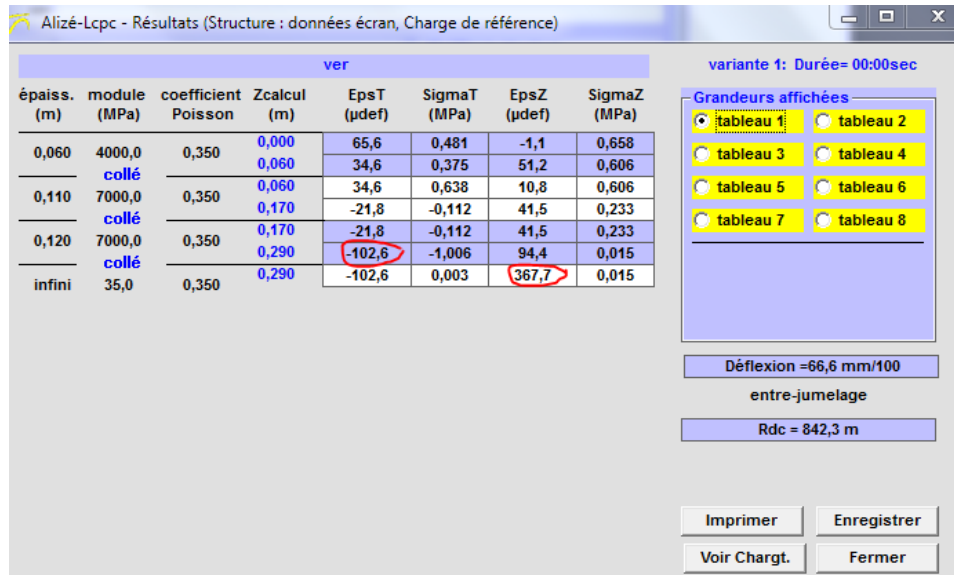 Alizé-Lcpc - Résultats (Structure : données écran, Charge de référence)
ver
épaiss. module coefficient Zcalcul EpsT SigmaT EpsZ SigmaZ
(m) (MPa) Poisson (m) (µdef) (MPa) (µdef) (MPa)
0,060 4000,0 0,350 0,000 65,6 0,481 -1,1 0,658
collé 0,060 34,6 0,375 51,2 0,606
0,110 7000,0 0,350 0,060 34,6 0,638 10,8 0,606
collé 0,170 -21,8 -0,112 41,5 0,233
0,120 7000,0 0,350 0,170 -21,8 -0,112 41,5 0,233
collé 0,290 -102,6 -1,006 94,4 0,015
infini 35,0 0,350 0,290 -102,6 0,003 367,7 0,015
variante 1: Durée= 00:00sec
Grandeurs affichées
tableau 1 tableau 2
tableau 3 tableau 4
tableau 5 tableau 6
tableau 7 tableau 8
Déflexion =66,6 mm/100
entre-jumelage
Rdc = 842,3 m
Imprimer Enregistrer
Voir Chargt. Fermer